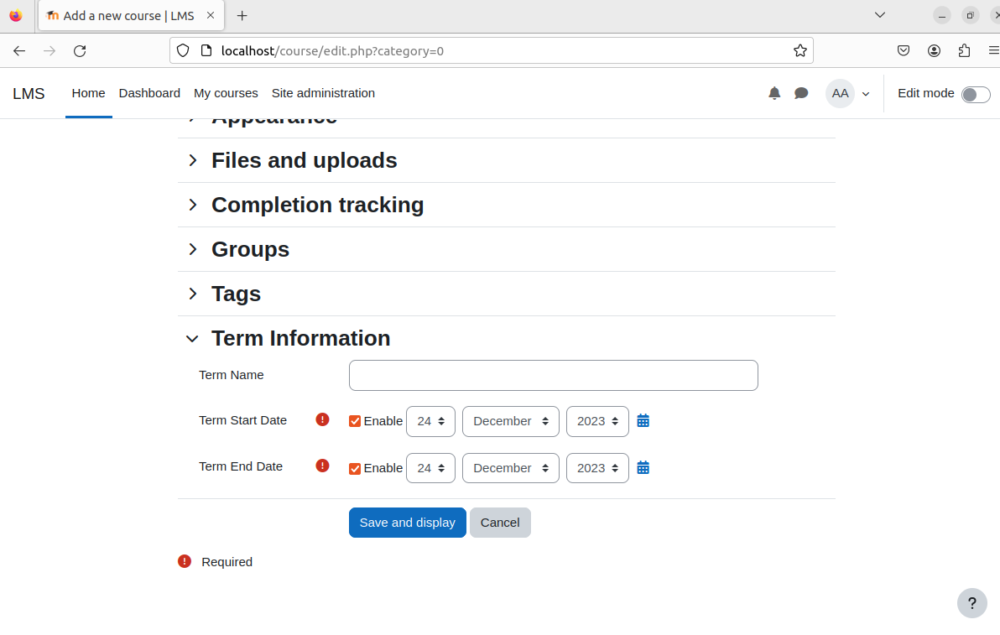 Add a new course | LMS
localhost/course/edit.php?category=0
LMS Home Dashboard My courses Site administration AA Edit mode
Appearance
Files and uploads
Completion tracking
Groups
Tags
Term Information
Term Name
Term Start Date Enable 24 December 2023
Term End Date Enable 24 December 2023
Save and display Cancel
Required
?